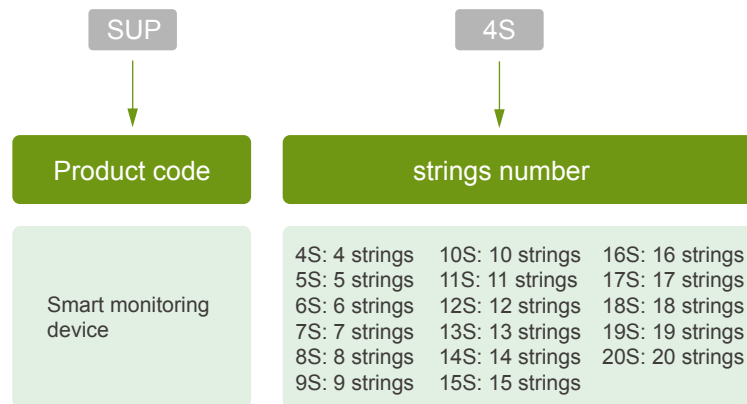 SUP
4S
Product code
strings number
Smart monitoring
device
4S: 4 strings
5S: 5 strings
6S: 6 strings
7S: 7 strings
8S: 8 strings
9S: 9 strings
10S: 10 strings
11S: 11 strings
12S: 12 strings
13S: 13 strings
14S: 14 strings
15S: 15 strings
16S: 16 strings
17S: 17 strings
18S: 18 strings
19S: 19 strings
20S: 20 strings